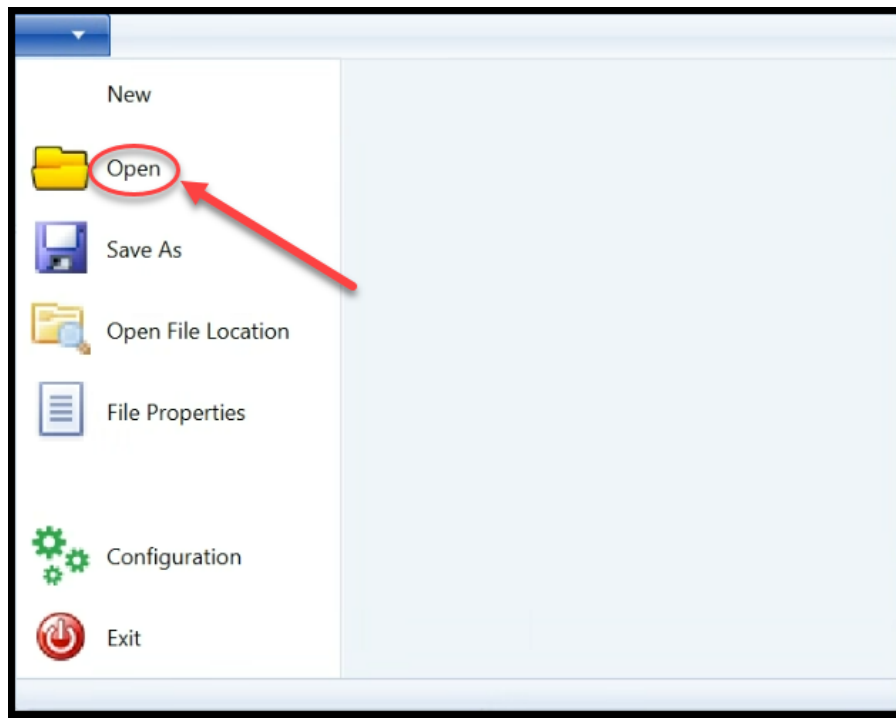 New
Open
Save As
Open File Location
File Properties
Configuration
Exit